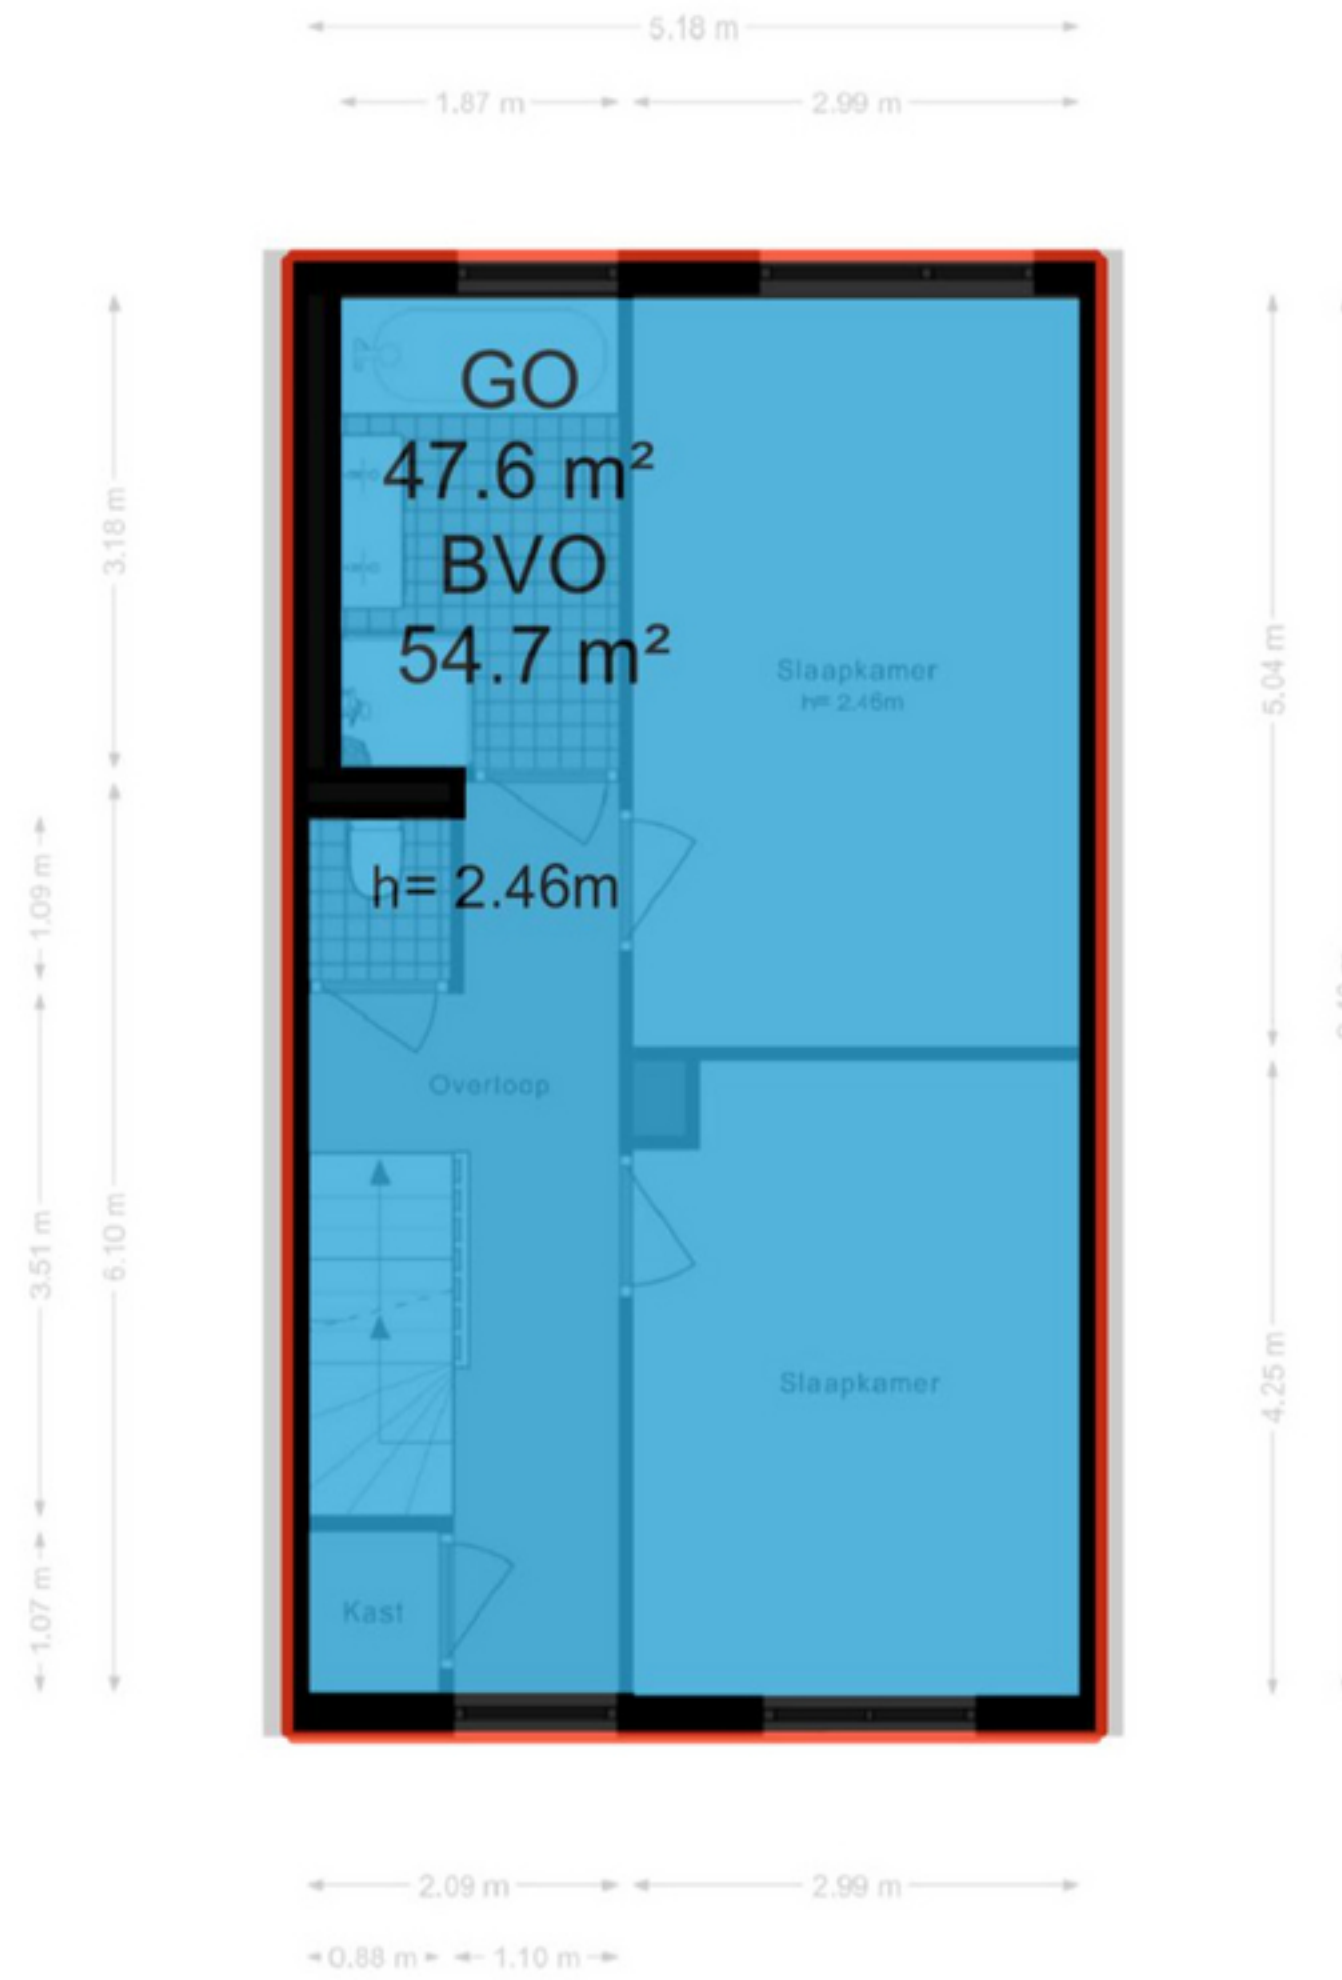 5.18 m
1.87 m
2.99 m
GO
47.6 m²
BVO
54.7 m²
3.18 m
Slaapkamer
h= 2.46m
5.04 m
1.09 m
h= 2.46m
Overloop
3.51 m
6.10 m
Slaapkamer
4.25 m
Kast
1.07 m
2.09 m
2.99 m
0.88 m
1.10 m